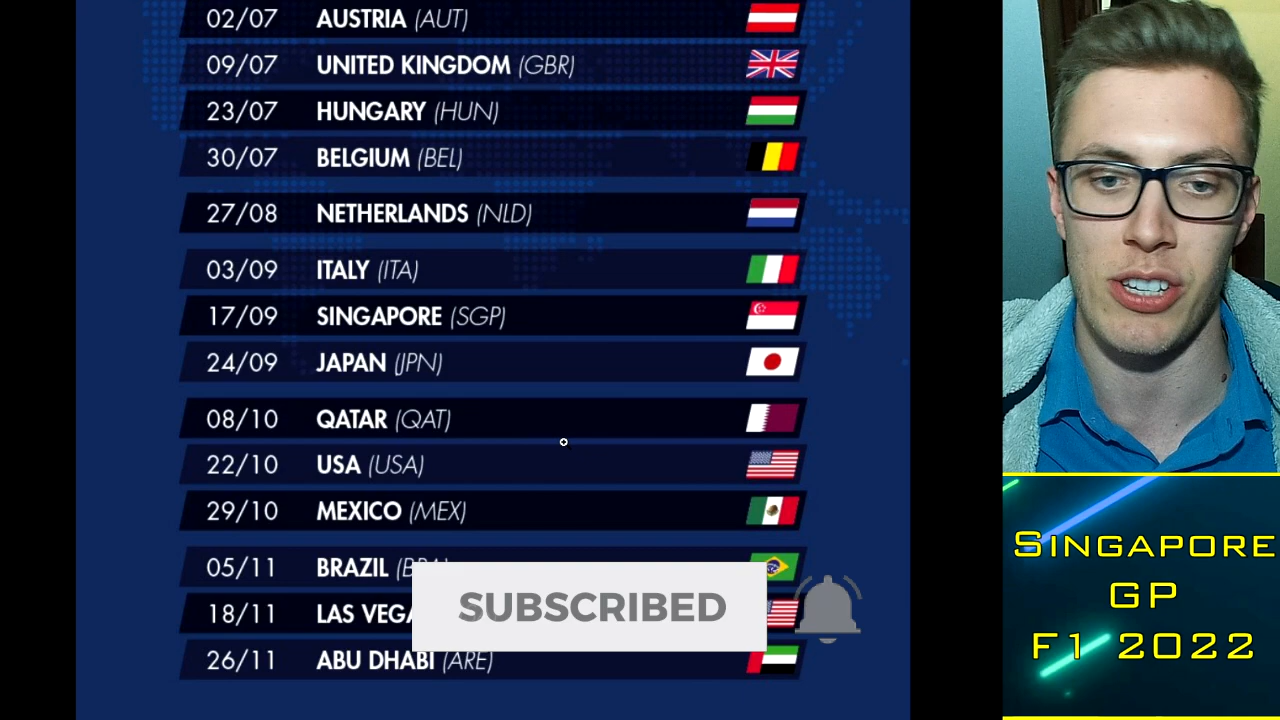 02/07 AUSTRIA (AUT)
09/07 UNITED KINGDOM (GBR)
23/07 HUNGARY (HUN)
30/07 BELGIUM (BEL)
27/08 NETHERLANDS (NLD)
03/09 ITALY (ITA)
17/09 SINGAPORE (SGP)
24/09 JAPAN (JPN)
08/10 QATAR (QAT)
22/10 USA (USA)
29/10 MEXICO (MEX)
05/11 BRAZIL
18/11 LAS
26/11 ABU DHABI (ARE)
SUBSCRIBED
SINGAPORE
GP
F1 2022